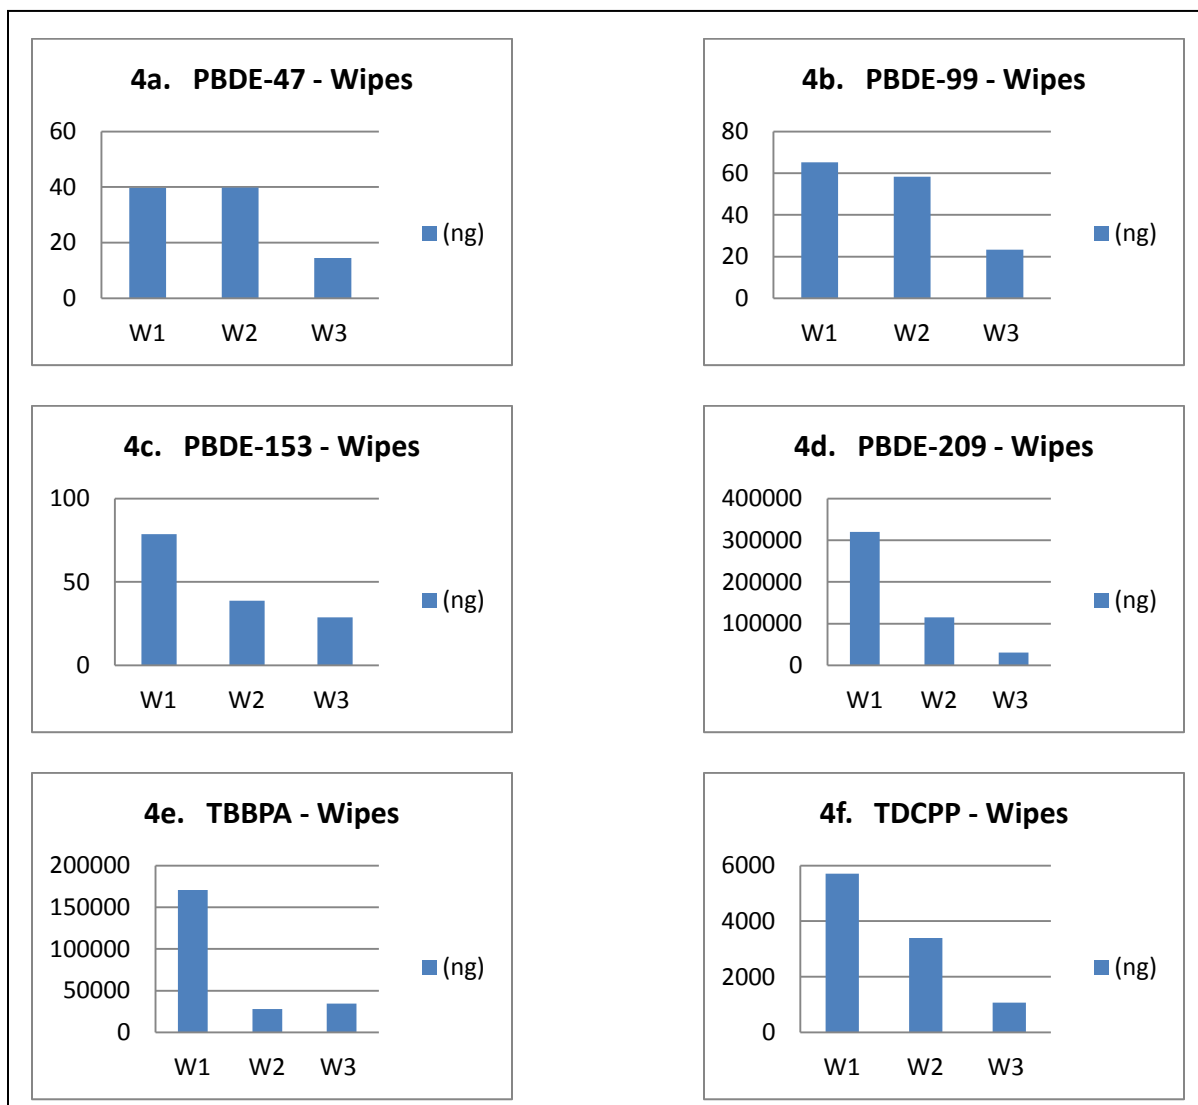 4a. PBDE-47 - Wipes
60
40
20
0
W1 W2 W3
(ng)
4b. PBDE-99 - Wipes
80
60
40
20
0
W1 W2 W3
(ng)
4c. PBDE-153 - Wipes
100
50
0
W1 W2 W3
(ng)
4d. PBDE-209 - Wipes
400000
300000
200000
100000
0
W1 W2 W3
(ng)
4e. TBBPA - Wipes
200000
150000
100000
50000
0
W1 W2 W3
(ng)
4f. TDCPP - Wipes
6000
4000
2000
0
W1 W2 W3
(ng)